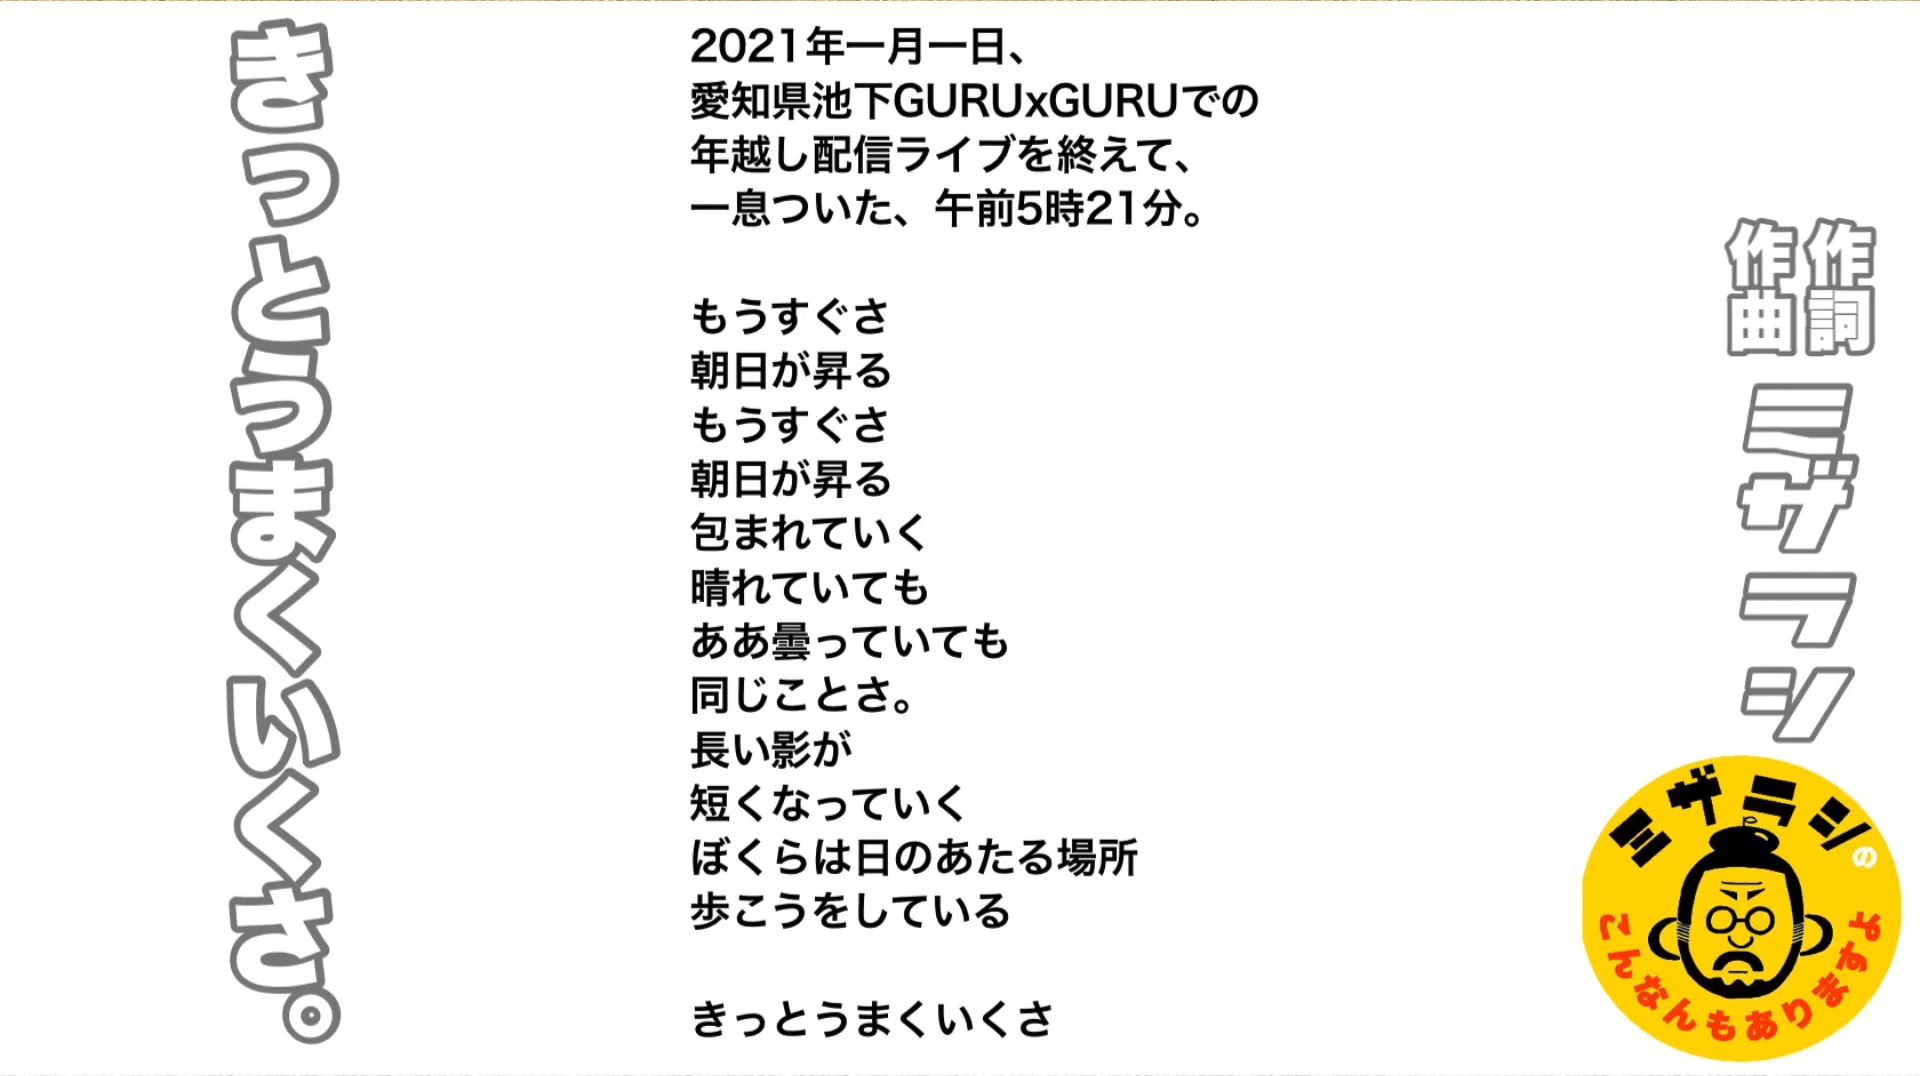 きっとうまくいくさ。
2021年一月一日、
愛知県池下GURUxGURUでの
年越し配信ライブを終えて、
一息ついた、午前5時21分。
もうすぐさ
朝日が昇る
もうすぐさ
朝日が昇る
包まれていく
晴れていても
ああ曇っていても
同じことさ。
長い影が
短くなっていく
ぼくらは日のあたる場所
歩こうをしている
きっとうまくいくさ
作詞
作曲
ミザラシ
ミザラシの
こんなんもありますよ